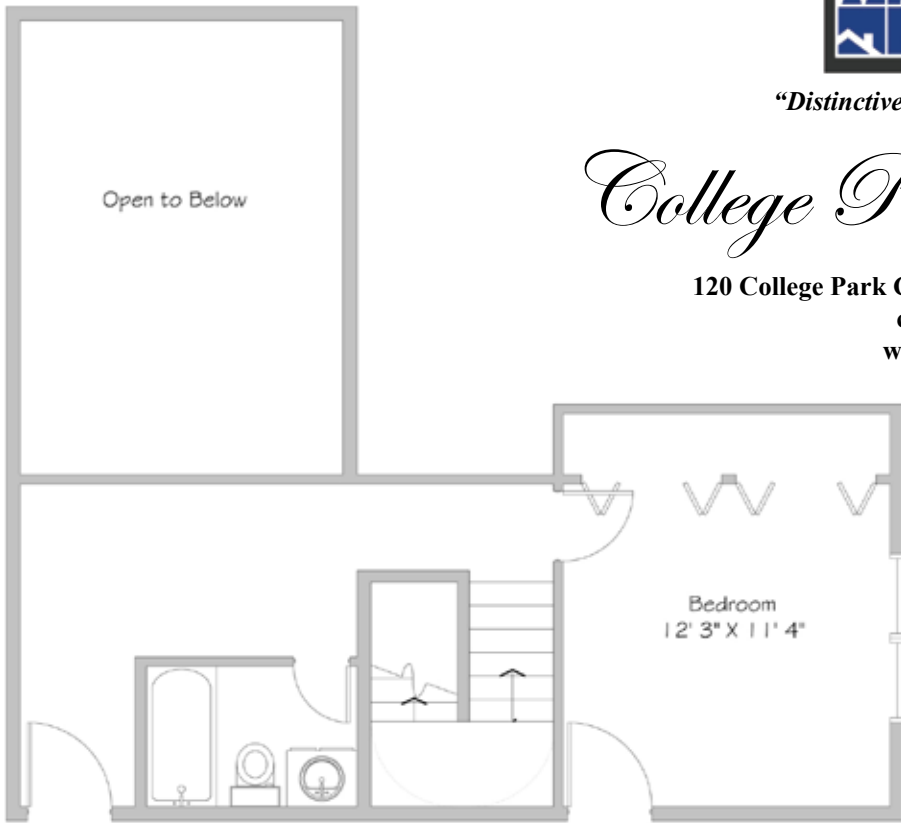 Open to Below
“Distinctive
College
120 College Park
Bedroom
12' 3" X 11' 4"